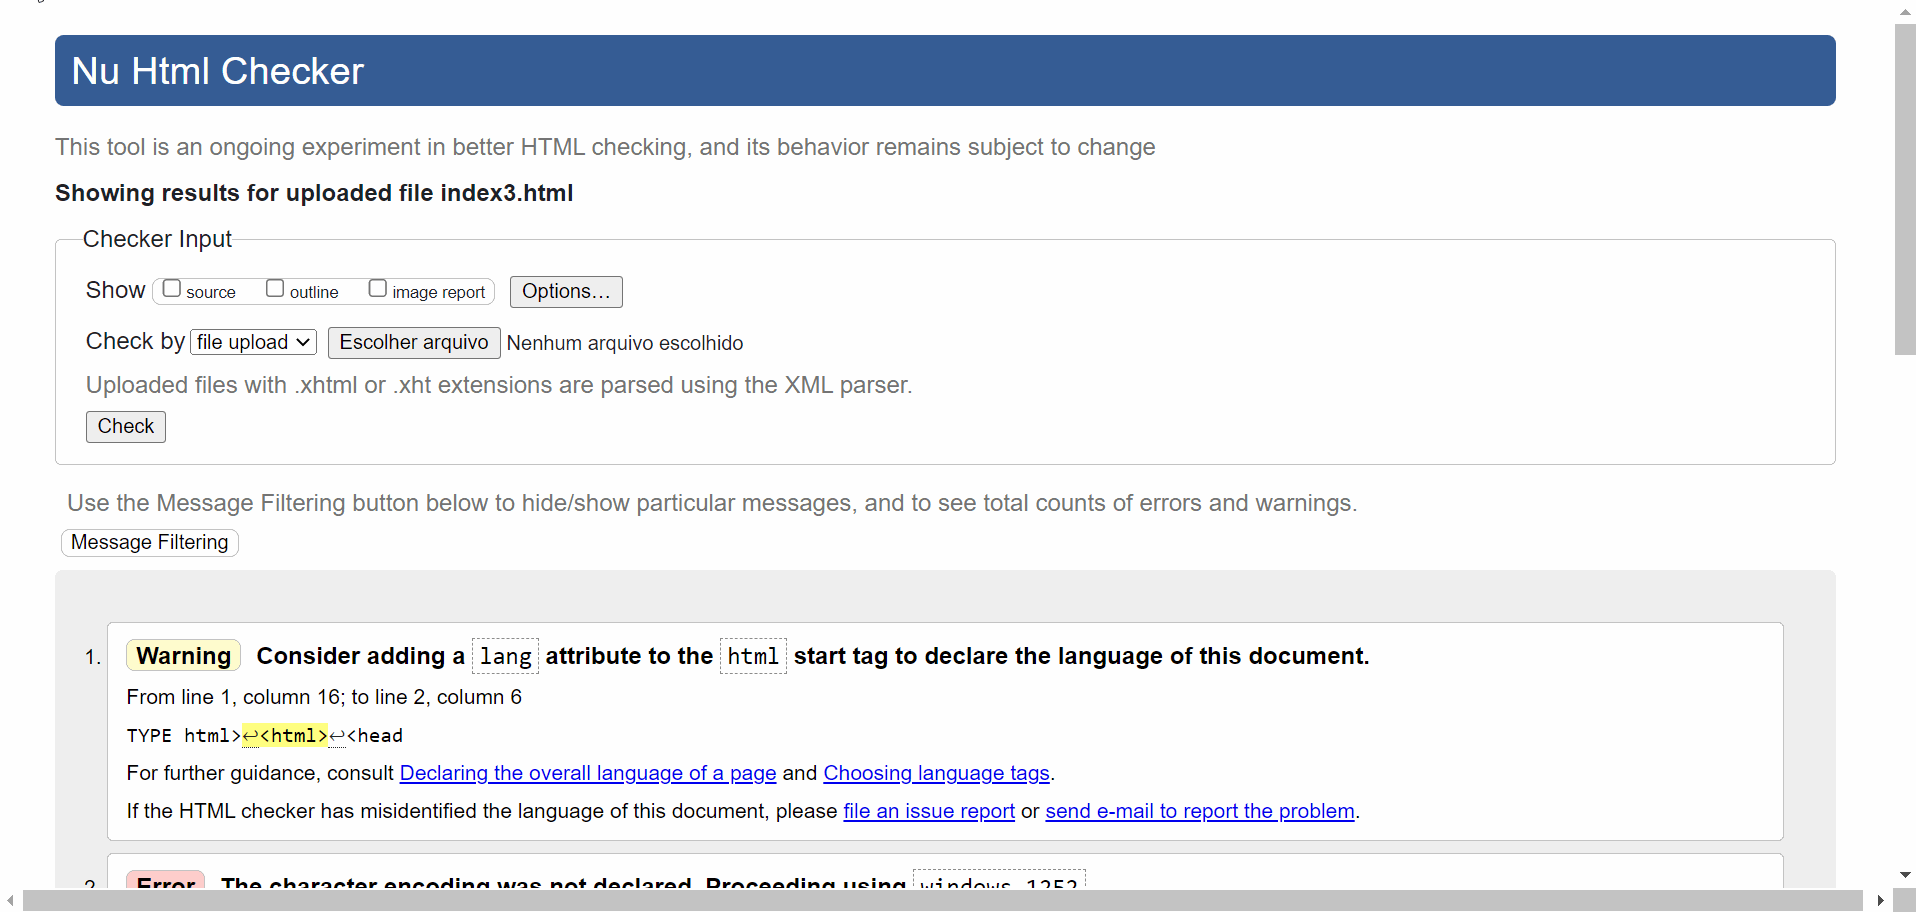 Nu Html Checker
This tool is an ongoing experiment in better HTML checking, and its behavior remains subject to change
Showing results for uploaded file index3.html
Checker Input
Show source outline image report Options...
Check by file upload Escolher arquivo Nenhum arquivo escolhido
Uploaded files with .xhtml or .xht extensions are parsed using the XML parser.
Check
Use the Message Filtering button below to hide/show particular messages, and to see total counts of errors and warnings.
Message Filtering
1. Warning Consider adding a lang attribute to the html start tag to declare the language of this document.
From line 1, column 16; to line 2, column 6
TYPE html>↩<html>↩<head
For further guidance, consult Declaring the overall language of a page and Choosing language tags.
If the HTML checker has misidentified the language of this document, please file an issue report or send e-mail to report the problem.
2. Error The character encoding was not declared. Proceeding using windows-1252